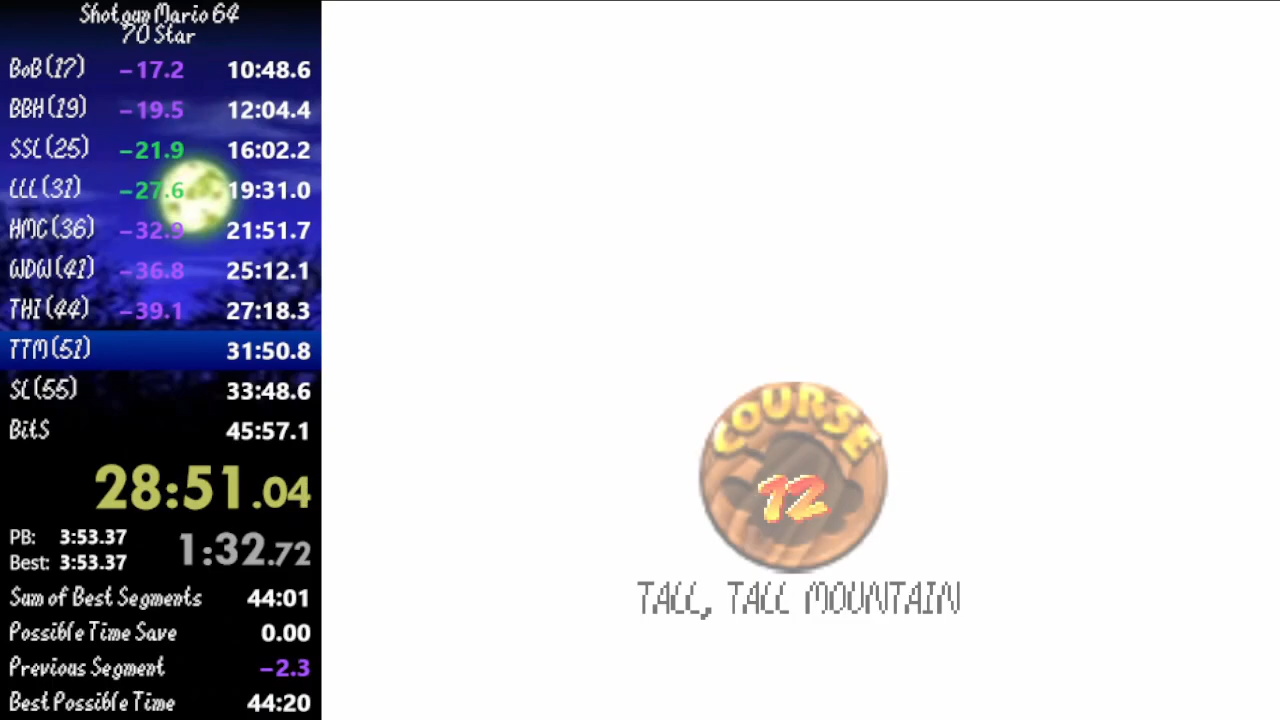 Shotgun Mario 64
70 Star
BoB(17) -17.2 10:48.6
BBH(19) -19.5 12:04.4
SSL(25) -21.9 16:02.2
LLL(31) -27.6 19:31.0
HMC(36) -32.9 21:51.7
WDW(41) -36.8 25:12.1
THI(44) -39.1 27:18.3
TTM(51) 31:50.8
SL(55) 33:48.6
BitS 45:57.1
28:51.04
PB: 3:53.37
Best: 3:53.37
1:32.72
Sum of Best Segments 44:01
Possible Time Save 0.00
Previous Segment -2.3
Best Possible Time 44:20
COURSE
12
TALL, TALL MOUNTAIN